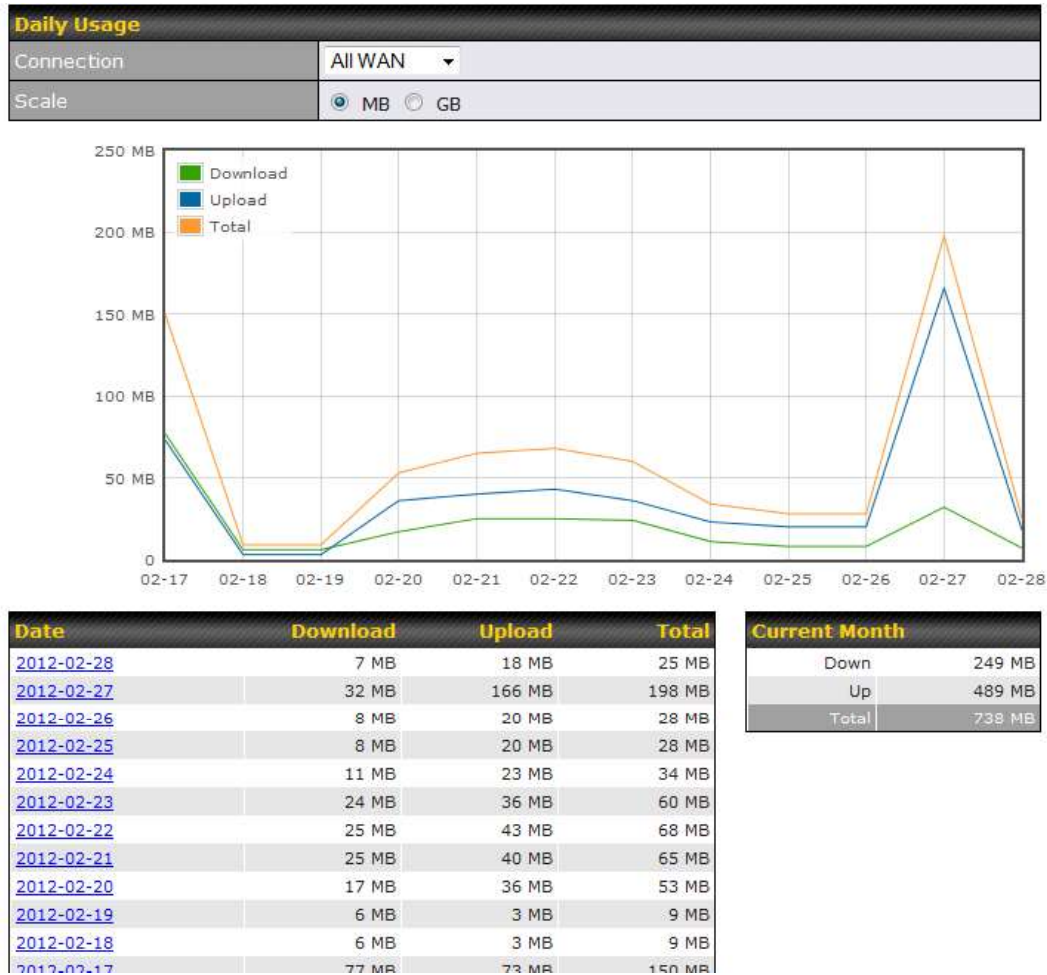 Daily Usage
Connection All WAN
Scale MB GB
250 MB
Download
Upload
200 MB Total
150 MB
100 MB
50 MB
0
02-17 02-18 02-19 02-20 02-21 02-22 02-23 02-24 02-25 02-26 02-27 02-28
Date Download Upload Total
2012-02-28 7 MB 18 MB 25 MB
2012-02-27 32 MB 166 MB 198 MB
2012-02-26 8 MB 20 MB 28 MB
2012-02-25 8 MB 20 MB 28 MB
2012-02-24 11 MB 23 MB 34 MB
2012-02-23 24 MB 36 MB 60 MB
2012-02-22 25 MB 43 MB 68 MB
2012-02-21 25 MB 40 MB 65 MB
2012-02-20 17 MB 36 MB 53 MB
2012-02-19 6 MB 3 MB 9 MB
2012-02-18 6 MB 3 MB 9 MB
2012-02-17 77 MB 73 MB 150 MB
Current Month
Down 249 MB
Up 489 MB
Total 738 MB